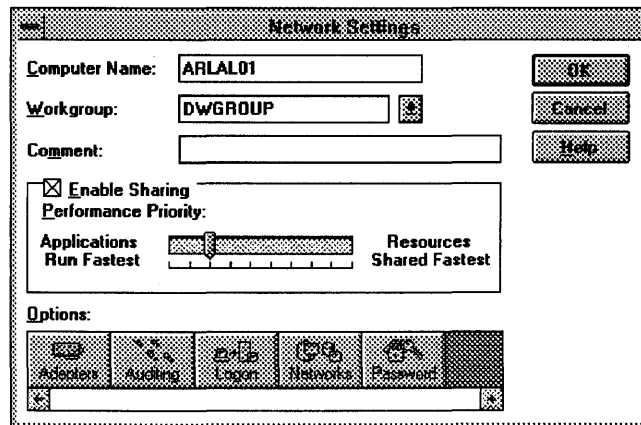 Network Settings
Computer Name: ARLAL01
OK
Workgroup: DWGROUP
Cancel
Comment:
Help
Enable Sharing
Performance Priority:
Applications Run Fastest
Resources Shared Fastest
Options:
Adapters Auditing Logon Networks Password